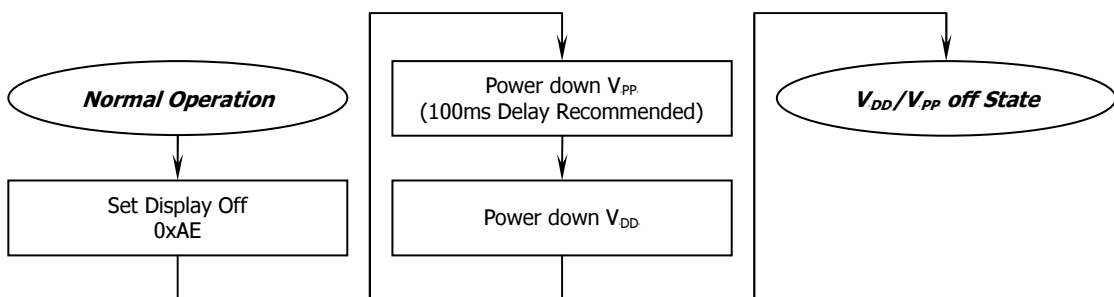 Normal Operation
Set Display Off
0xAE
Power down VPP
(100ms Delay Recommended)
Power down VDD
VDD/VPP off State